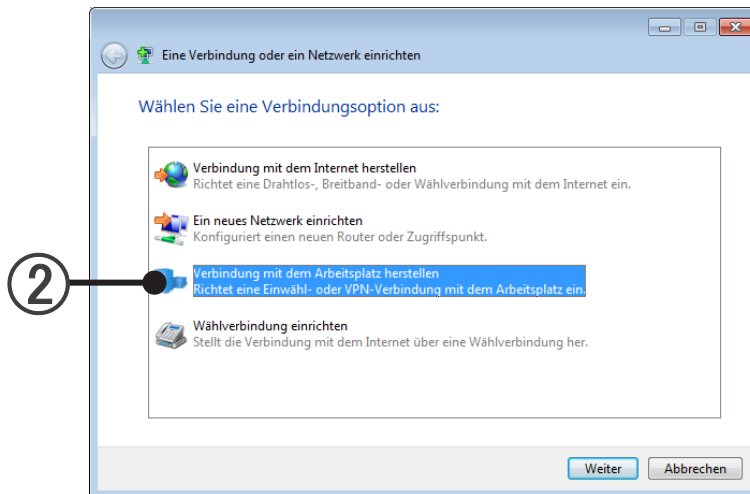 Eine Verbindung oder ein Netzwerk einrichten
Wählen Sie eine Verbindungsoption aus:
Verbindung mit dem Internet herstellen
Richtet eine Drahtlos-, Breitband- oder Wählverbindung mit dem Internet ein.
Ein neues Netzwerk einrichten
Konfiguriert einen neuen Router oder Zugriffspunkt.
2
Verbindung mit dem Arbeitsplatz herstellen
Richtet eine Einwähl- oder VPN-Verbindung mit dem Arbeitsplatz ein.
Wählverbindung einrichten
Stellt die Verbindung mit dem Internet über eine Wählverbindung her.
Weiter Abbrechen